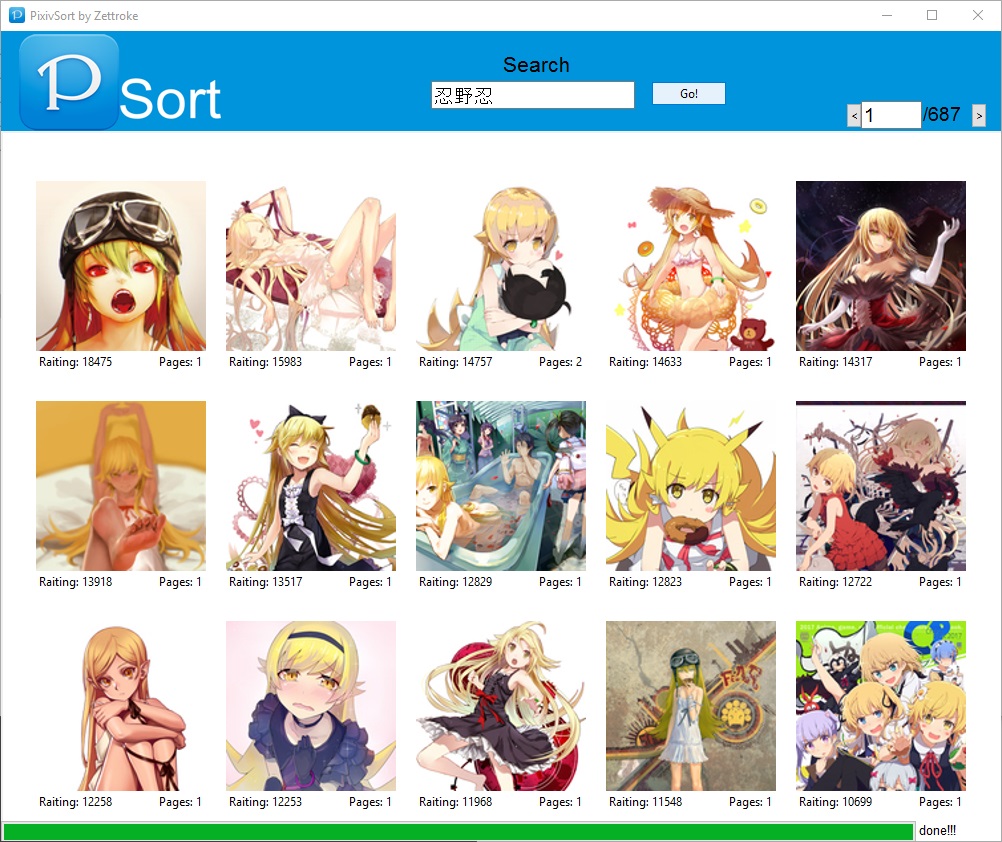 PixivSort by Zettroke
P Sort
Search
忍野忍
Go!
< 1 /687 >
Raiting: 18475 Pages: 1
Raiting: 15983 Pages: 1
Raiting: 14757 Pages: 2
Raiting: 14633 Pages: 1
Raiting: 14317 Pages: 1
Raiting: 13918 Pages: 1
Raiting: 13517 Pages: 1
Raiting: 12829 Pages: 1
Raiting: 12823 Pages: 1
Raiting: 12722 Pages: 1
2017
Raiting: 12258 Pages: 1
Raiting: 12253 Pages: 1
Raiting: 11968 Pages: 1
Raiting: 11548 Pages: 1
Raiting: 10699 Pages: 1
done!!!